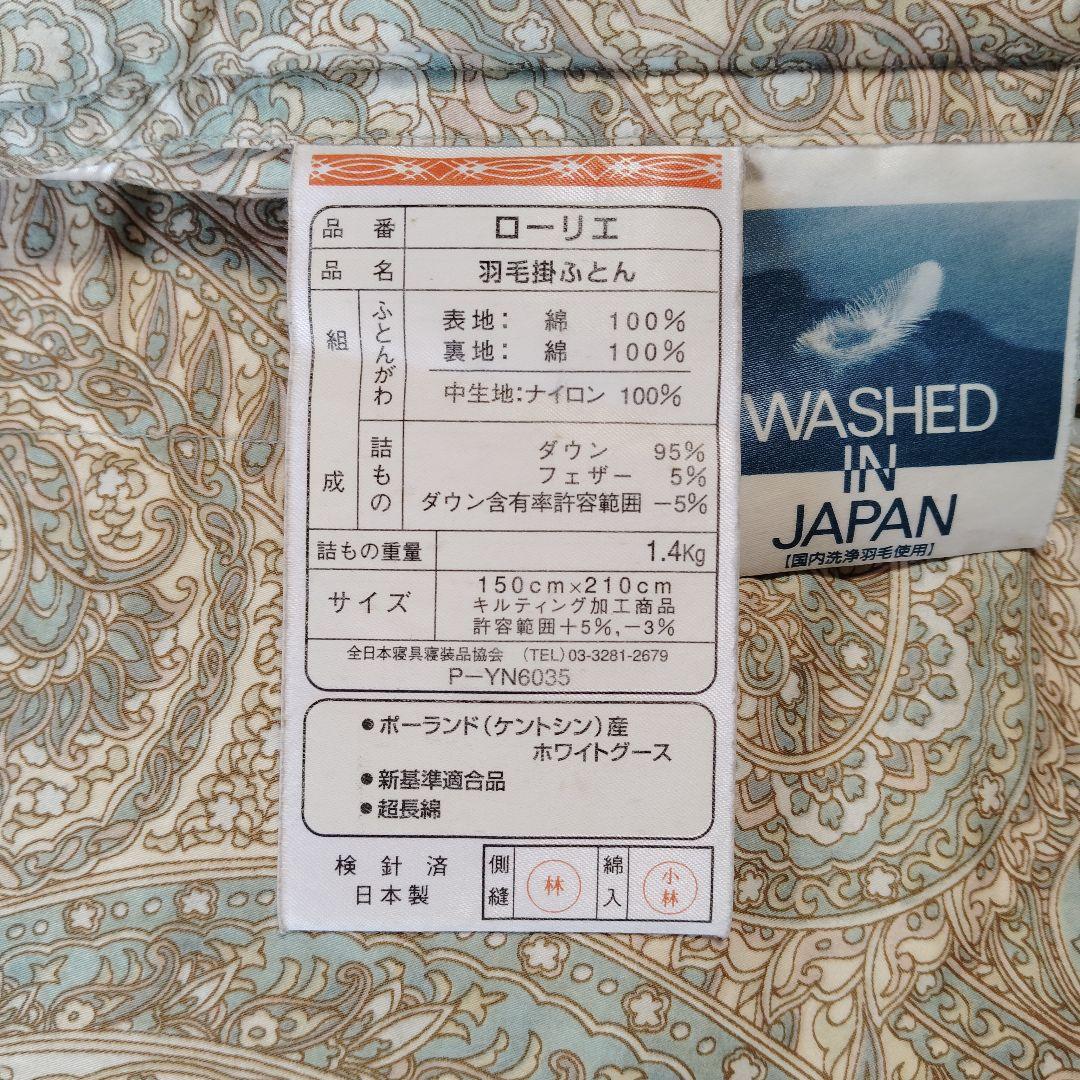 品番 ローリエ
品名 羽毛掛ふとん
組成
ふとんがわ
表地: 綿 100%
裏地: 綿 100%
中生地:ナイロン 100%
詰もの
ダウン 95%
フェザー 5%
ダウン含有率許容範囲 −5%
詰もの重量 1.4Kg
サイズ
150cm×210cm
キルティング加工商品
許容範囲+5%,−3%
全日本寝具寝装品協会 (TEL)03-3281-2679
P−YN6035
●ポーランド(ケントシン)産
ホワイトグース
●新基準適合品
●超長綿
検針済
日本製
側縫 林
綿入 小林
WASHED
IN
JAPAN
【国内洗浄羽毛使用】